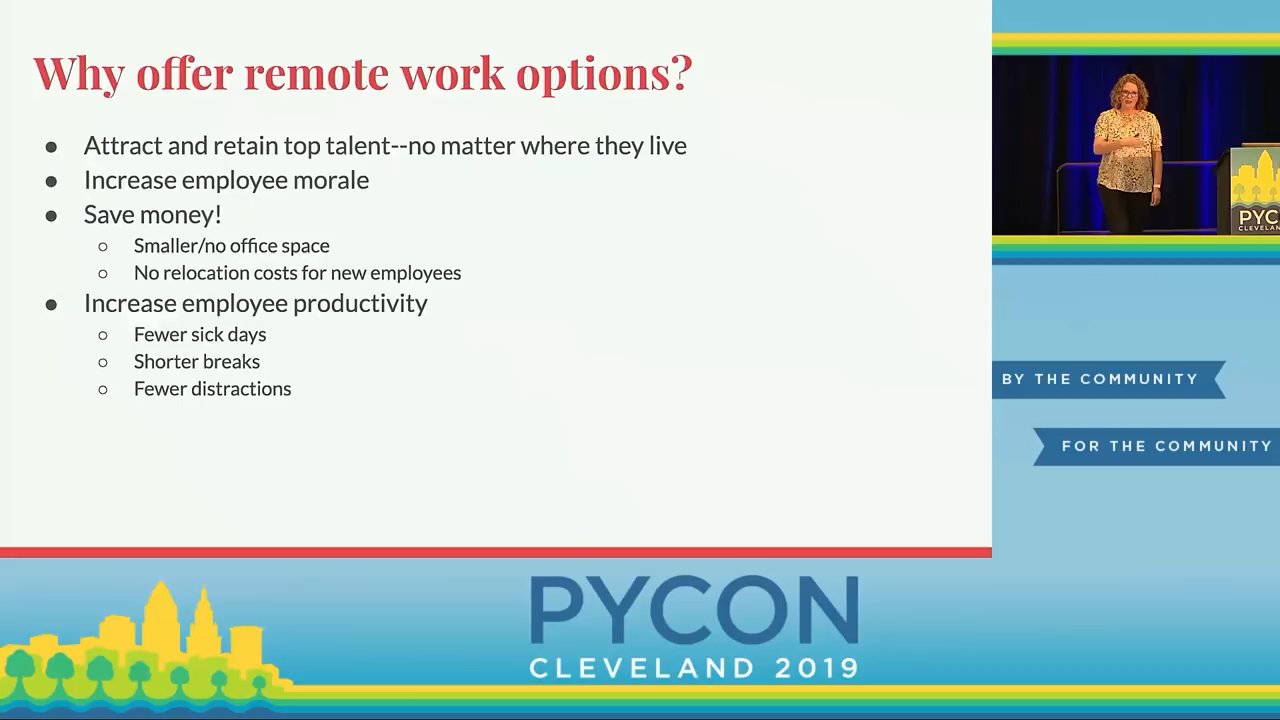 Why offer remote work options?
● Attract and retain top talent--no matter where they live
● Increase employee morale
● Save money!
○ Smaller/no office space
○ No relocation costs for new employees
● Increase employee productivity
○ Fewer sick days
○ Shorter breaks
○ Fewer distractions
PYC
CLEVELAN
BY THE COMMUNITY
FOR THE COMMUNITY
PYCON
CLEVELAND 2019